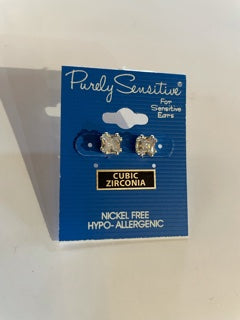 Purely Sensitive®
For
Sensitive
Ears
CUBIC
ZIRCONIA
NICKEL FREE
HYPO-ALLERGENIC